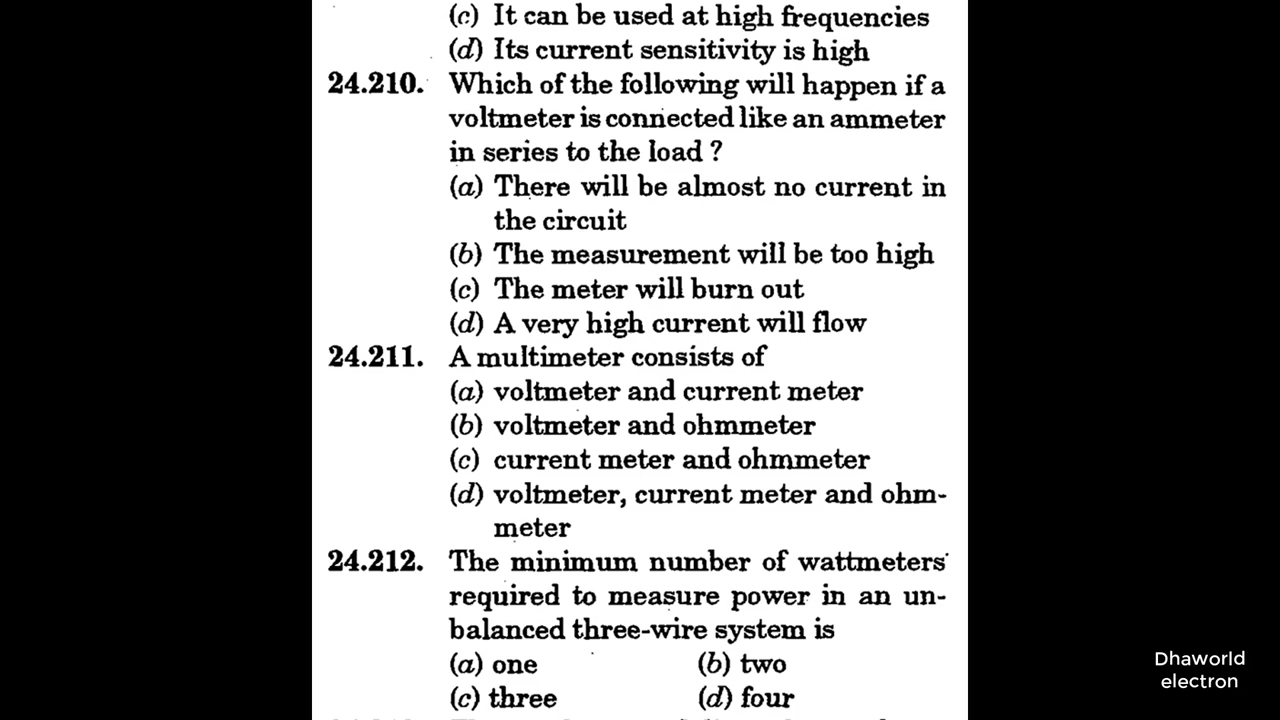 (c) It can be used at high frequencies
(d) Its current sensitivity is high
24.210. Which of the following will happen if a
voltmeter is connected like an ammeter
in series to the load ?
(a) There will be almost no current in
the circuit
(b) The measurement will be too high
(c) The meter will burn out
(d) A very high current will flow
24.211. A multimeter consists of
(a) voltmeter and current meter
(b) voltmeter and ohmmeter
(c) current meter and ohmmeter
(d) voltmeter, current meter and ohm-
meter
24.212. The minimum number of wattmeters
required to measure power in an un-
balanced three-wire system is
(a) one (b) two
(c) three (d) four
Dhaworld
electron